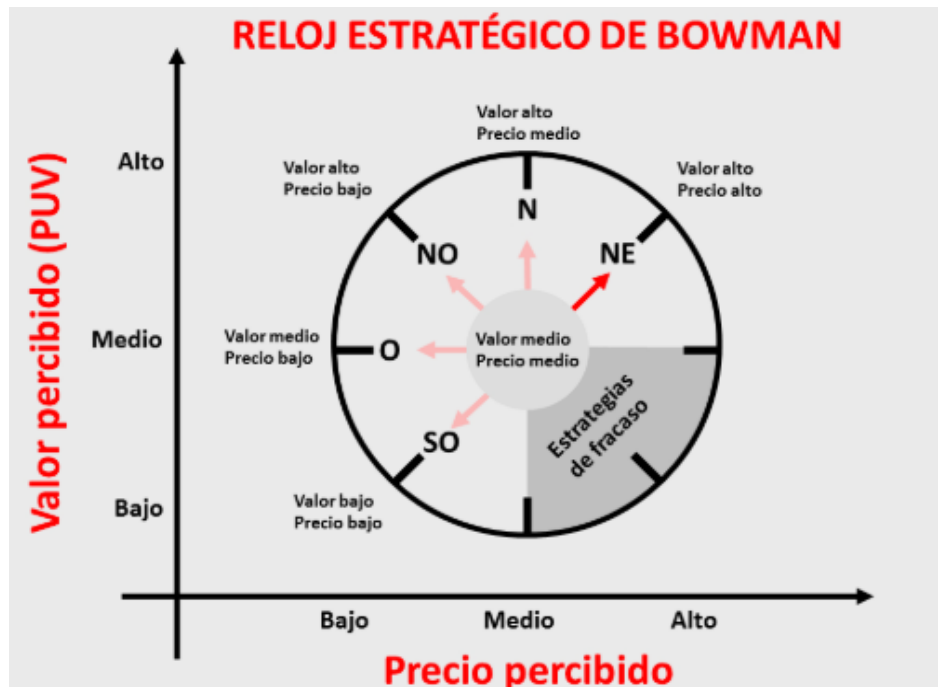 RELOJ ESTRATÉGICO DE BOWMAN
Valor percibido (PUV)
Alto
Medio
Bajo
Valor alto
Precio medio
Valor alto
Precio bajo
Valor alto
Precio alto
N
NO
NE
Valor medio
Precio bajo
O
Valor medio
Precio medio
SO
Estrategias
de fracaso
Valor bajo
Precio bajo
Bajo
Medio
Alto
Precio percibido